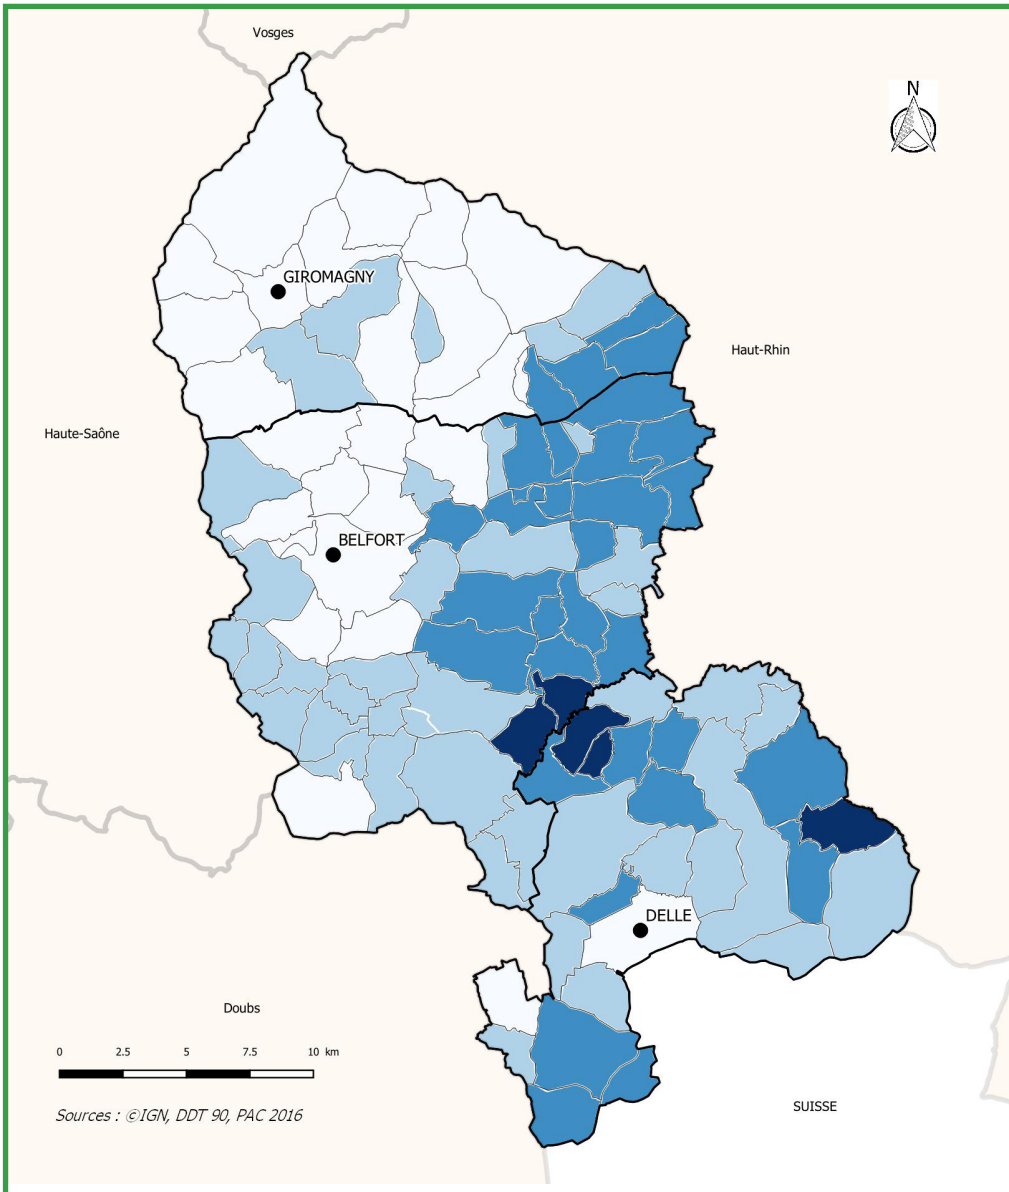 Vosges
N
GIROMAGNY
Haut-Rhin
Haute-Saône
BELFORT
DELLE
Doubs
0 2.5 5 7.5 10 km
SUISSE
Sources : ©IGN, DDT 90, PAC 2016